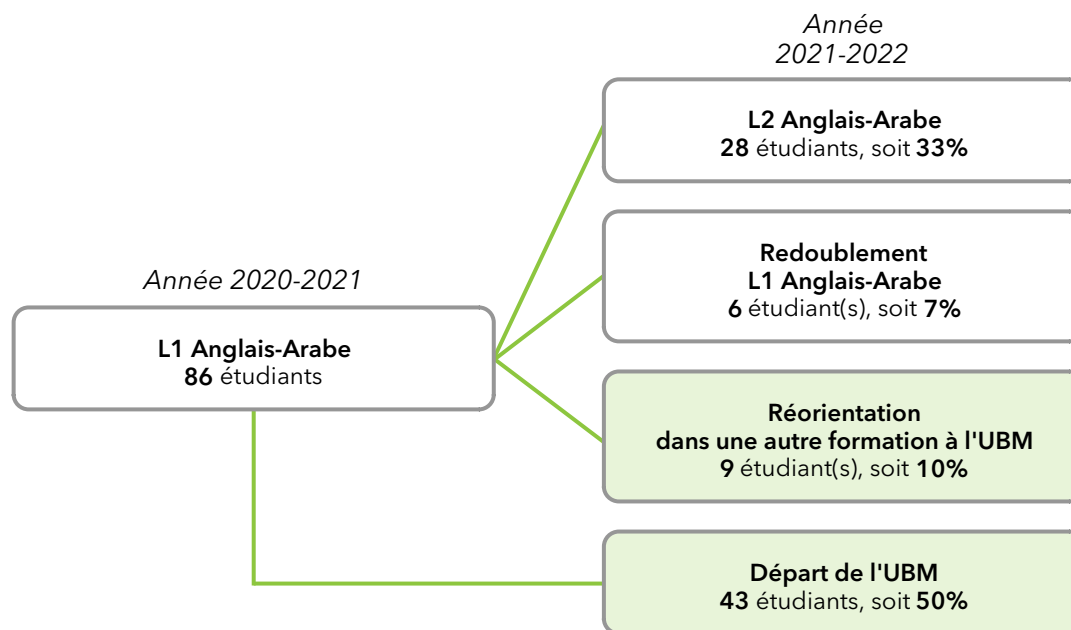 Année
2021-2022
L2 Anglais-Arabe
28 étudiants, soit 33%
Redoublement
L1 Anglais-Arabe
6 étudiant(s), soit 7%
Année 2020-2021
L1 Anglais-Arabe
86 étudiants
Réorientation
dans une autre formation à l'UBM
9 étudiant(s), soit 10%
Départ de l'UBM
43 étudiants, soit 50%